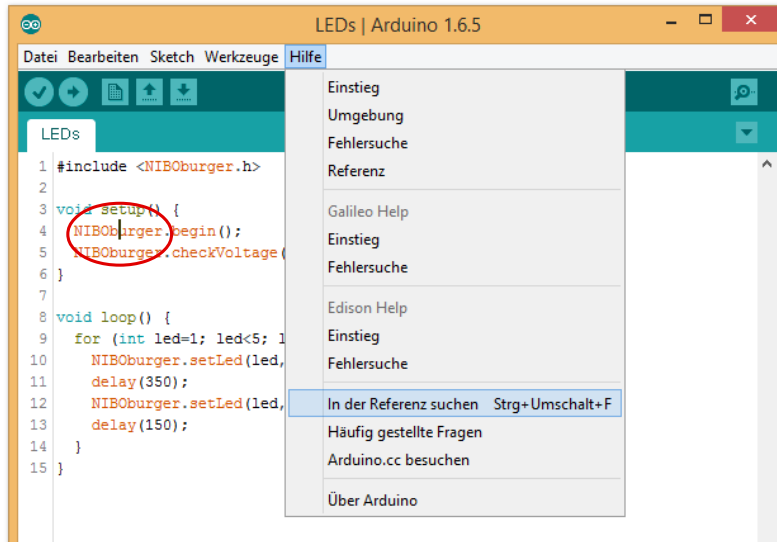 LEDs | Arduino 1.6.5
Datei Bearbeiten Sketch Werkzeuge Hilfe
LEDs
1 #include <NIBOburger.h>
2
3 void setup() {
4 NIBOburger.begin();
5 NIBOburger.checkVoltage(
6 }
7
8 void loop() {
9 for (int led=1; led<5; l
10 NIBOburger.setLed(led,
11 delay(350);
12 NIBOburger.setLed(led,
13 delay(150);
14 }
15 }
Einstieg
Umgebung
Fehlersuche
Referenz
Galileo Help
Einstieg
Fehlersuche
Edison Help
Einstieg
Fehlersuche
In der Referenz suchen Strg+Umschalt+F
Häufig gestellte Fragen
Arduino.cc besuchen
Über Arduino